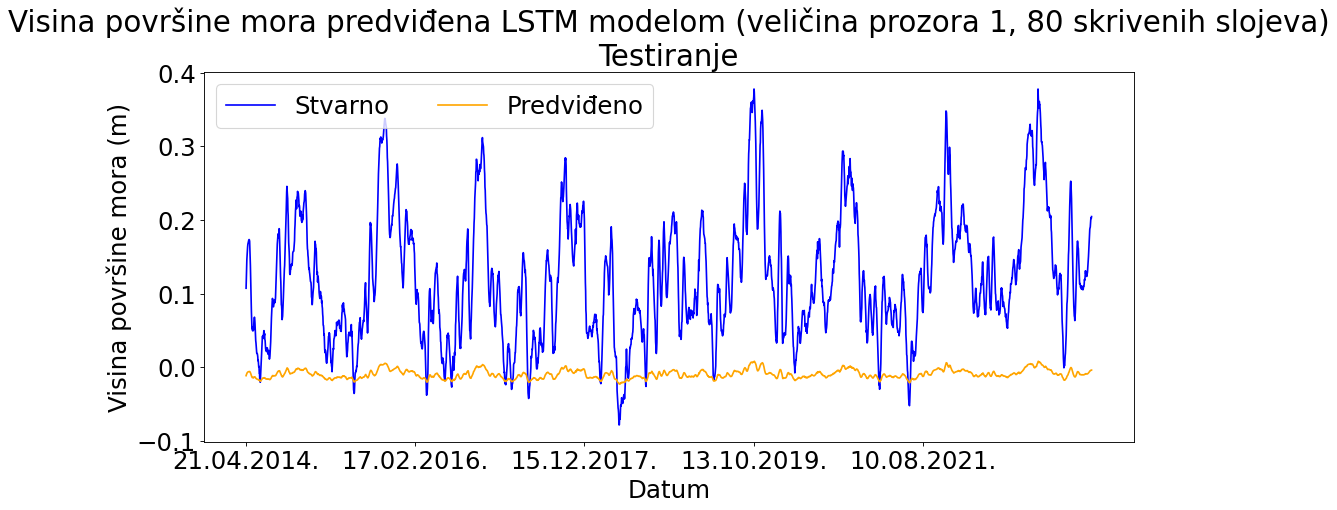 Visina površine mora predviđena LSTM modelom (veličina prozora 1, 80 skrivenih slojeva)
Testiranje
Stvarno Predviđeno
Visina površine mora (m)
0.4
0.3
0.2
0.1
0.0
−0.1
21.04.2014. 17.02.2016. 15.12.2017. 13.10.2019. 10.08.2021.
Datum